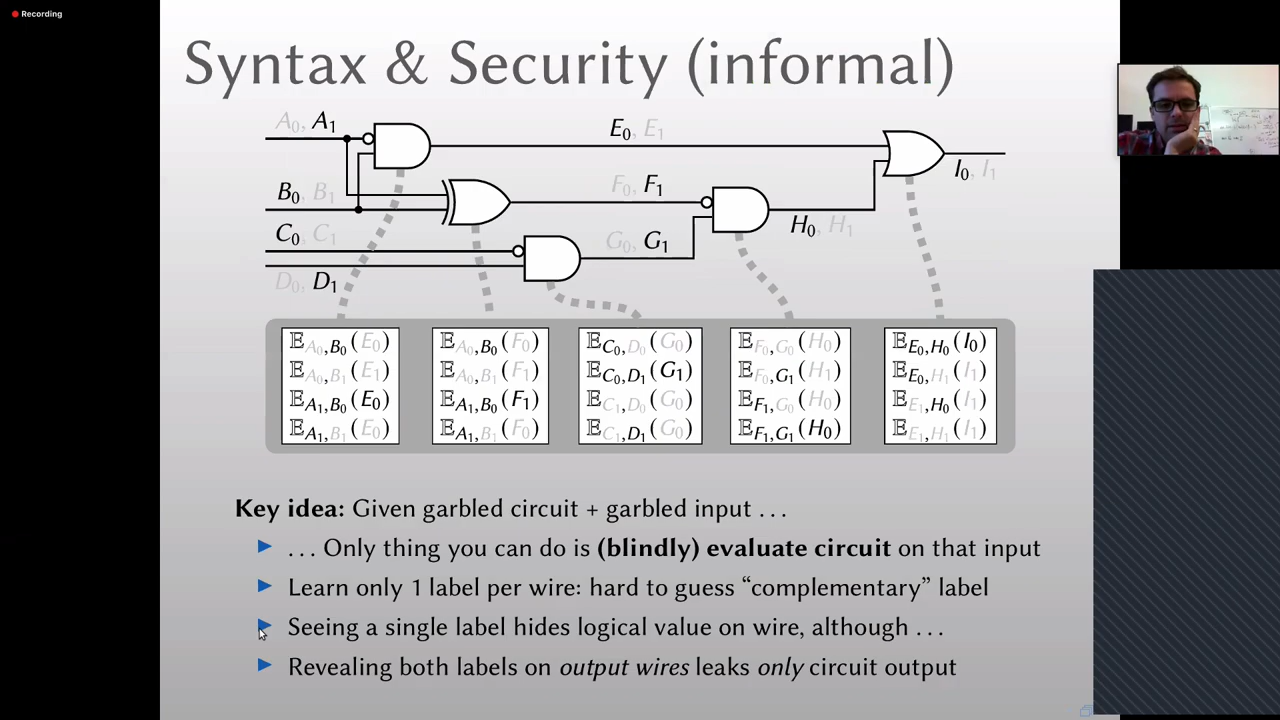 Recording
Syntax & Security (informal)
A₀, A₁
E₀, E₁
I₀, I₁
B₀, B₁
F₀, F₁
C₀, C₁
G₀, G₁
H₀, H₁
D₀, D₁
𝔼A₀,B₀(E₀) 𝔼A₀,B₀(F₀) 𝔼C₀,D₀(G₀) 𝔼F₀,G₀(H₀) 𝔼E₀,H₀(I₀)
𝔼A₀,B₁(E₁) 𝔼A₀,B₁(F₁) 𝔼C₀,D₁(G₁) 𝔼F₀,G₁(H₁) 𝔼E₀,H₁(I₁)
𝔼A₁,B₀(E₀) 𝔼A₁,B₀(F₁) 𝔼C₁,D₀(G₀) 𝔼F₁,G₀(H₀) 𝔼E₁,H₀(I₁)
𝔼A₁,B₁(E₀) 𝔼A₁,B₁(F₀) 𝔼C₁,D₁(G₀) 𝔼F₁,G₁(H₀) 𝔼E₁,H₁(I₁)
Key idea: Given garbled circuit + garbled input ...
... Only thing you can do is (blindly) evaluate circuit on that input
Learn only 1 label per wire: hard to guess “complementary” label
Seeing a single label hides logical value on wire, although ...
Revealing both labels on output wires leaks only circuit output